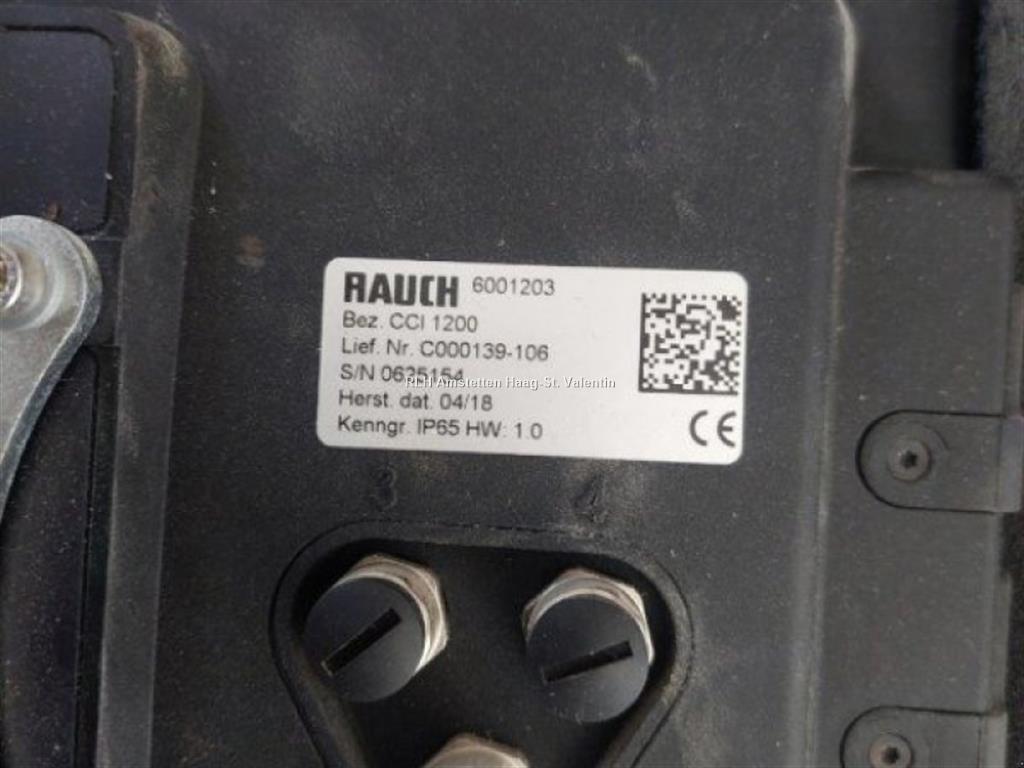 RAUCH 6001203
Bez. CCI 1200
Lief. Nr. C000139-106
S/N 0635154
RLH Amstetten Haag-St. Valentin
Herst. dat. 04/18
Kenngr. IP65 HW: 1.0
CE
3 4